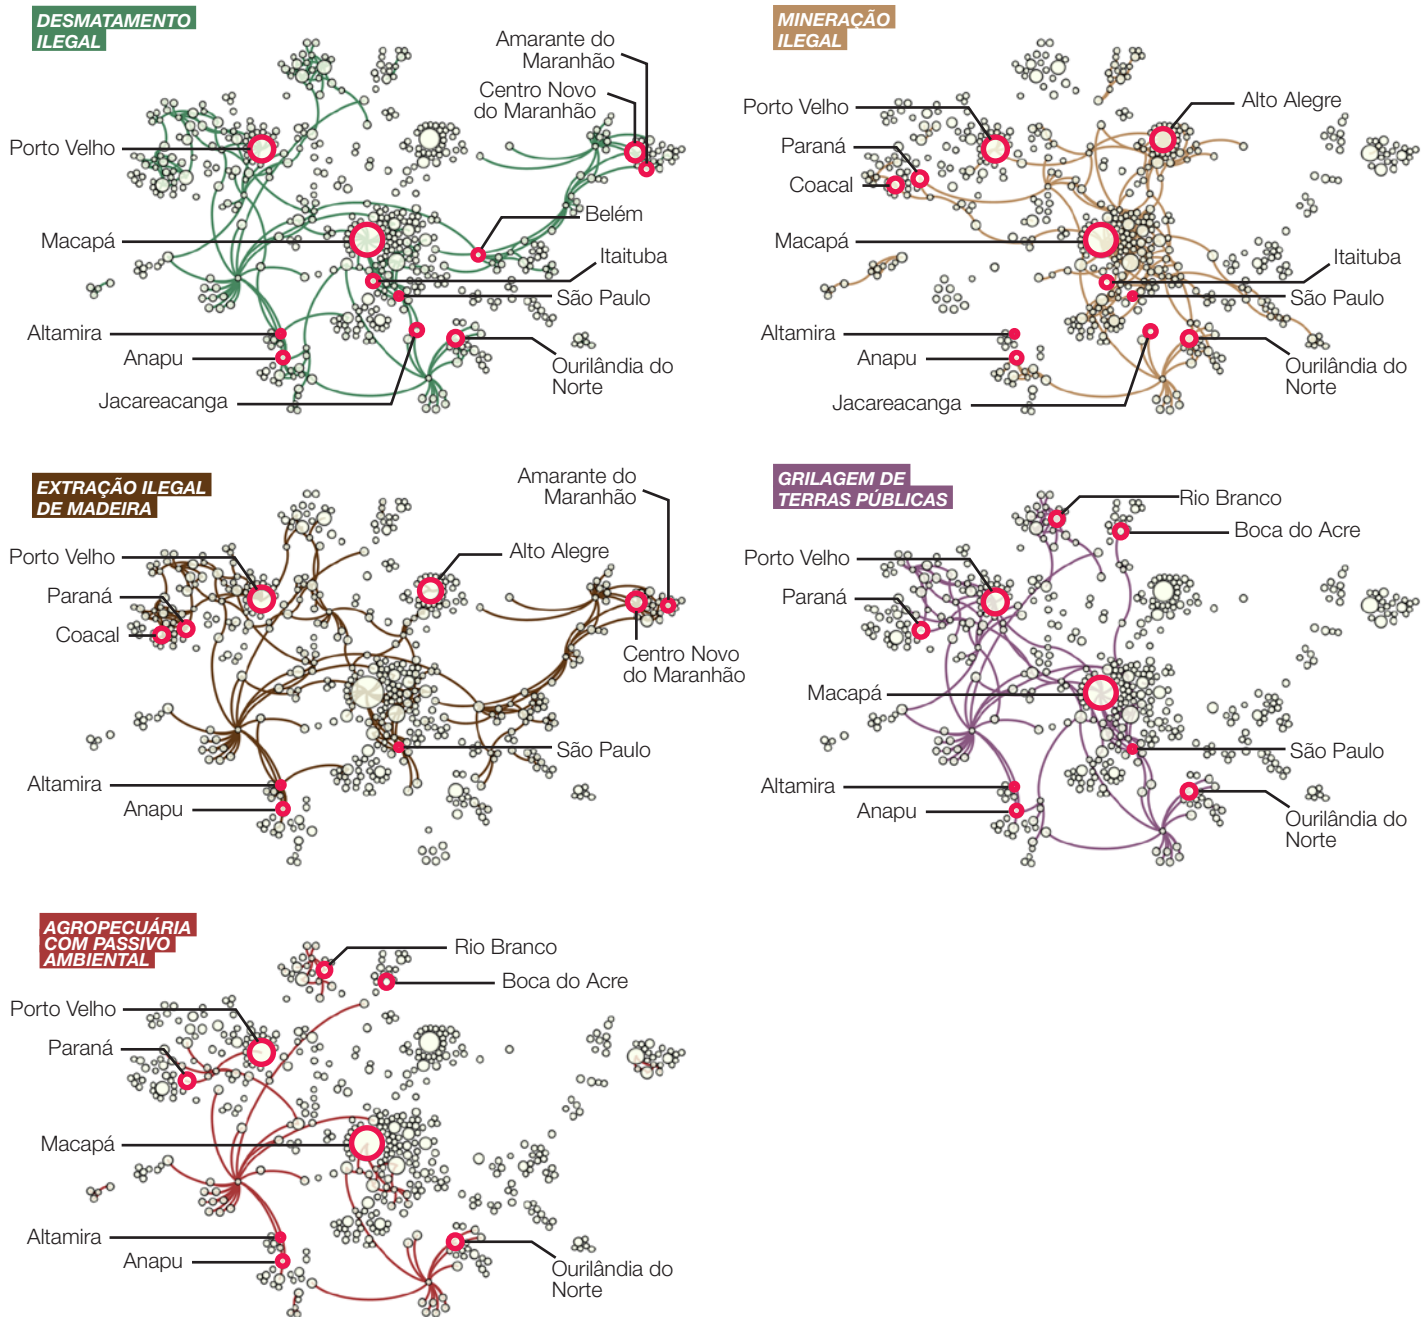 DESMATAMENTO
ILEGAL
Amarante do
Maranhão
Centro Novo
do Maranhão
Porto Velho
Macapá
Belém
Itaituba
São Paulo
Altamira
Anapu
Ourilândia do
Norte
Jacareacanga
MINERAÇÃO
ILEGAL
Porto Velho
Alto Alegre
Paraná
Coacal
Macapá
Itaituba
São Paulo
Altamira
Anapu
Ourilândia do
Norte
Jacareacanga
EXTRAÇÃO ILEGAL
DE MADEIRA
Amarante do
Maranhão
Porto Velho
Alto Alegre
Paraná
Coacal
Centro Novo
do Maranhão
São Paulo
Altamira
Anapu
GRILAGEM DE
TERRAS PÚBLICAS
Rio Branco
Boca do Acre
Porto Velho
Paraná
Macapá
São Paulo
Altamira
Anapu
Ourilândia do
Norte
AGROPECUÁRIA
COM PASSIVO
AMBIENTAL
Rio Branco
Boca do Acre
Porto Velho
Paraná
Macapá
Altamira
Anapu
Ourilândia do
Norte